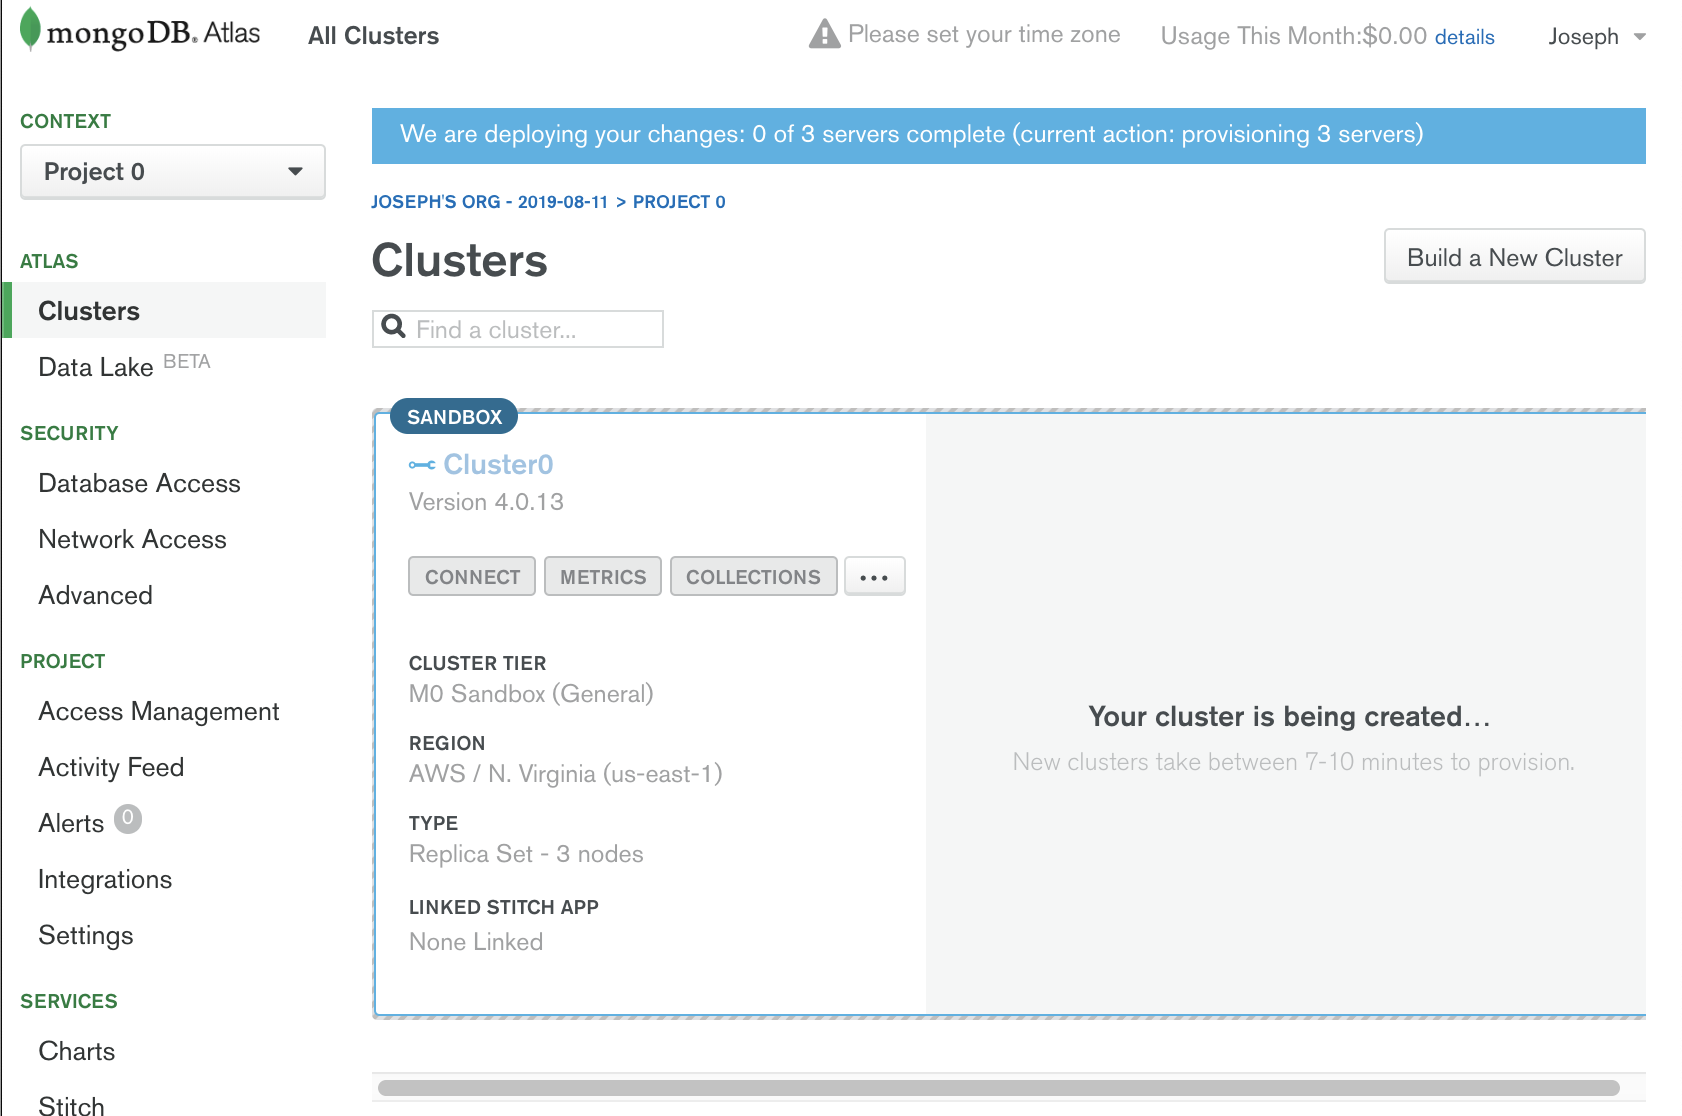 mongoDB. Atlas
All Clusters
Please set your time zone
Usage This Month:$0.00 details
Joseph
CONTEXT
Project 0
ATLAS
Clusters
Data Lake BETA
SECURITY
Database Access
Network Access
Advanced
PROJECT
Access Management
Activity Feed
Alerts 0
Integrations
Settings
SERVICES
Charts
Stitch
We are deploying your changes: 0 of 3 servers complete (current action: provisioning 3 servers)
JOSEPH'S ORG - 2019-08-11 > PROJECT 0
Clusters
Build a New Cluster
Find a cluster...
SANDBOX
Cluster0
Version 4.0.13
CONNECT
METRICS
COLLECTIONS
...
CLUSTER TIER
M0 Sandbox (General)
REGION
AWS / N. Virginia (us-east-1)
TYPE
Replica Set - 3 nodes
LINKED STITCH APP
None Linked
Your cluster is being created...
New clusters take between 7-10 minutes to provision.